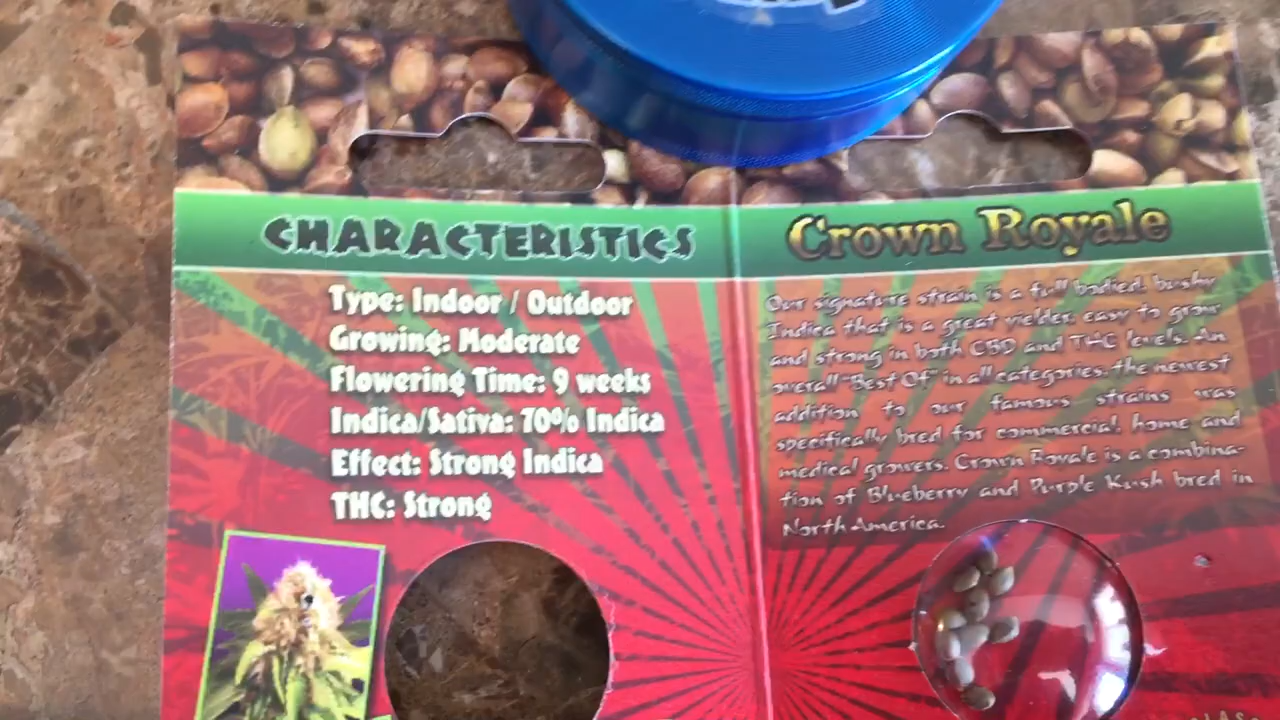 CHARACTERISTICS
Type: Indoor / Outdoor
Growing: Moderate
Flowering Time: 9 weeks
Indica/Sativa: 70% Indica
Effect: Strong Indica
THC: Strong
Crown Royale
Our signature strain is a full bodied, bushy
Indica that is a great yielder, easy to grow
and strong in both CBD and THC levels. An
overall "Best Of" in all categories, the newest
addition to our famous strains was
specifically bred for commercial, home and
medical growers. Crown Royale is a combina-
tion of Blueberry and Purple Kush bred in
North America.